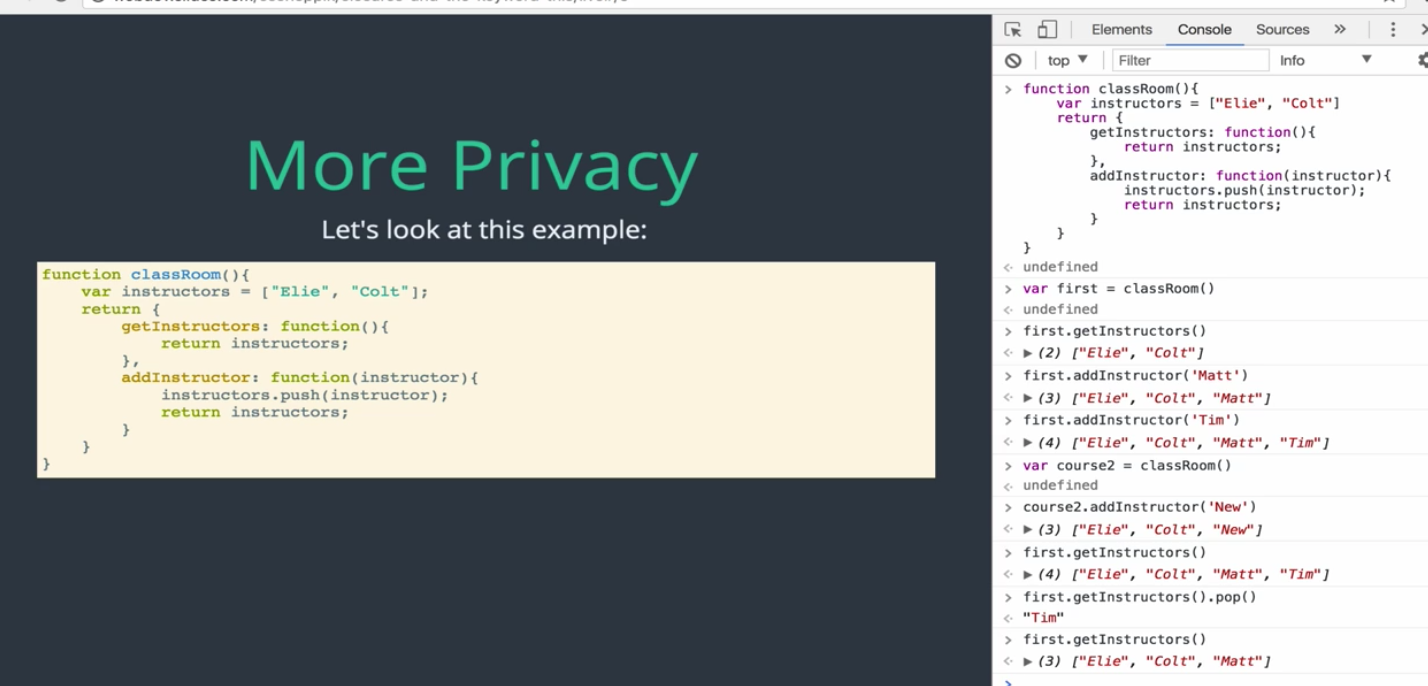 More Privacy
Let's look at this example:
function classRoom(){
    var instructors = ["Elie", "Colt"];
    return {
        getInstructors: function(){
            return instructors;
        },
        addInstructor: function(instructor){
            instructors.push(instructor);
            return instructors;
        }
    }
}
Elements Console Sources »
top ▼ Filter Info ▼
> function classRoom(){
    var instructors = ["Elie", "Colt"]
    return {
        getInstructors: function(){
            return instructors;
        },
        addInstructor: function(instructor){
            instructors.push(instructor);
            return instructors;
        }
    }
}
undefined
> var first = classRoom()
undefined
> first.getInstructors()
▶ (2) ["Elie", "Colt"]
> first.addInstructor('Matt')
▶ (3) ["Elie", "Colt", "Matt"]
> first.addInstructor('Tim')
▶ (4) ["Elie", "Colt", "Matt", "Tim"]
> var course2 = classRoom()
undefined
> course2.addInstructor('New')
▶ (3) ["Elie", "Colt", "New"]
> first.getInstructors()
▶ (4) ["Elie", "Colt", "Matt", "Tim"]
> first.getInstructors().pop()
"Tim"
> first.getInstructors()
▶ (3) ["Elie", "Colt", "Matt"]
>